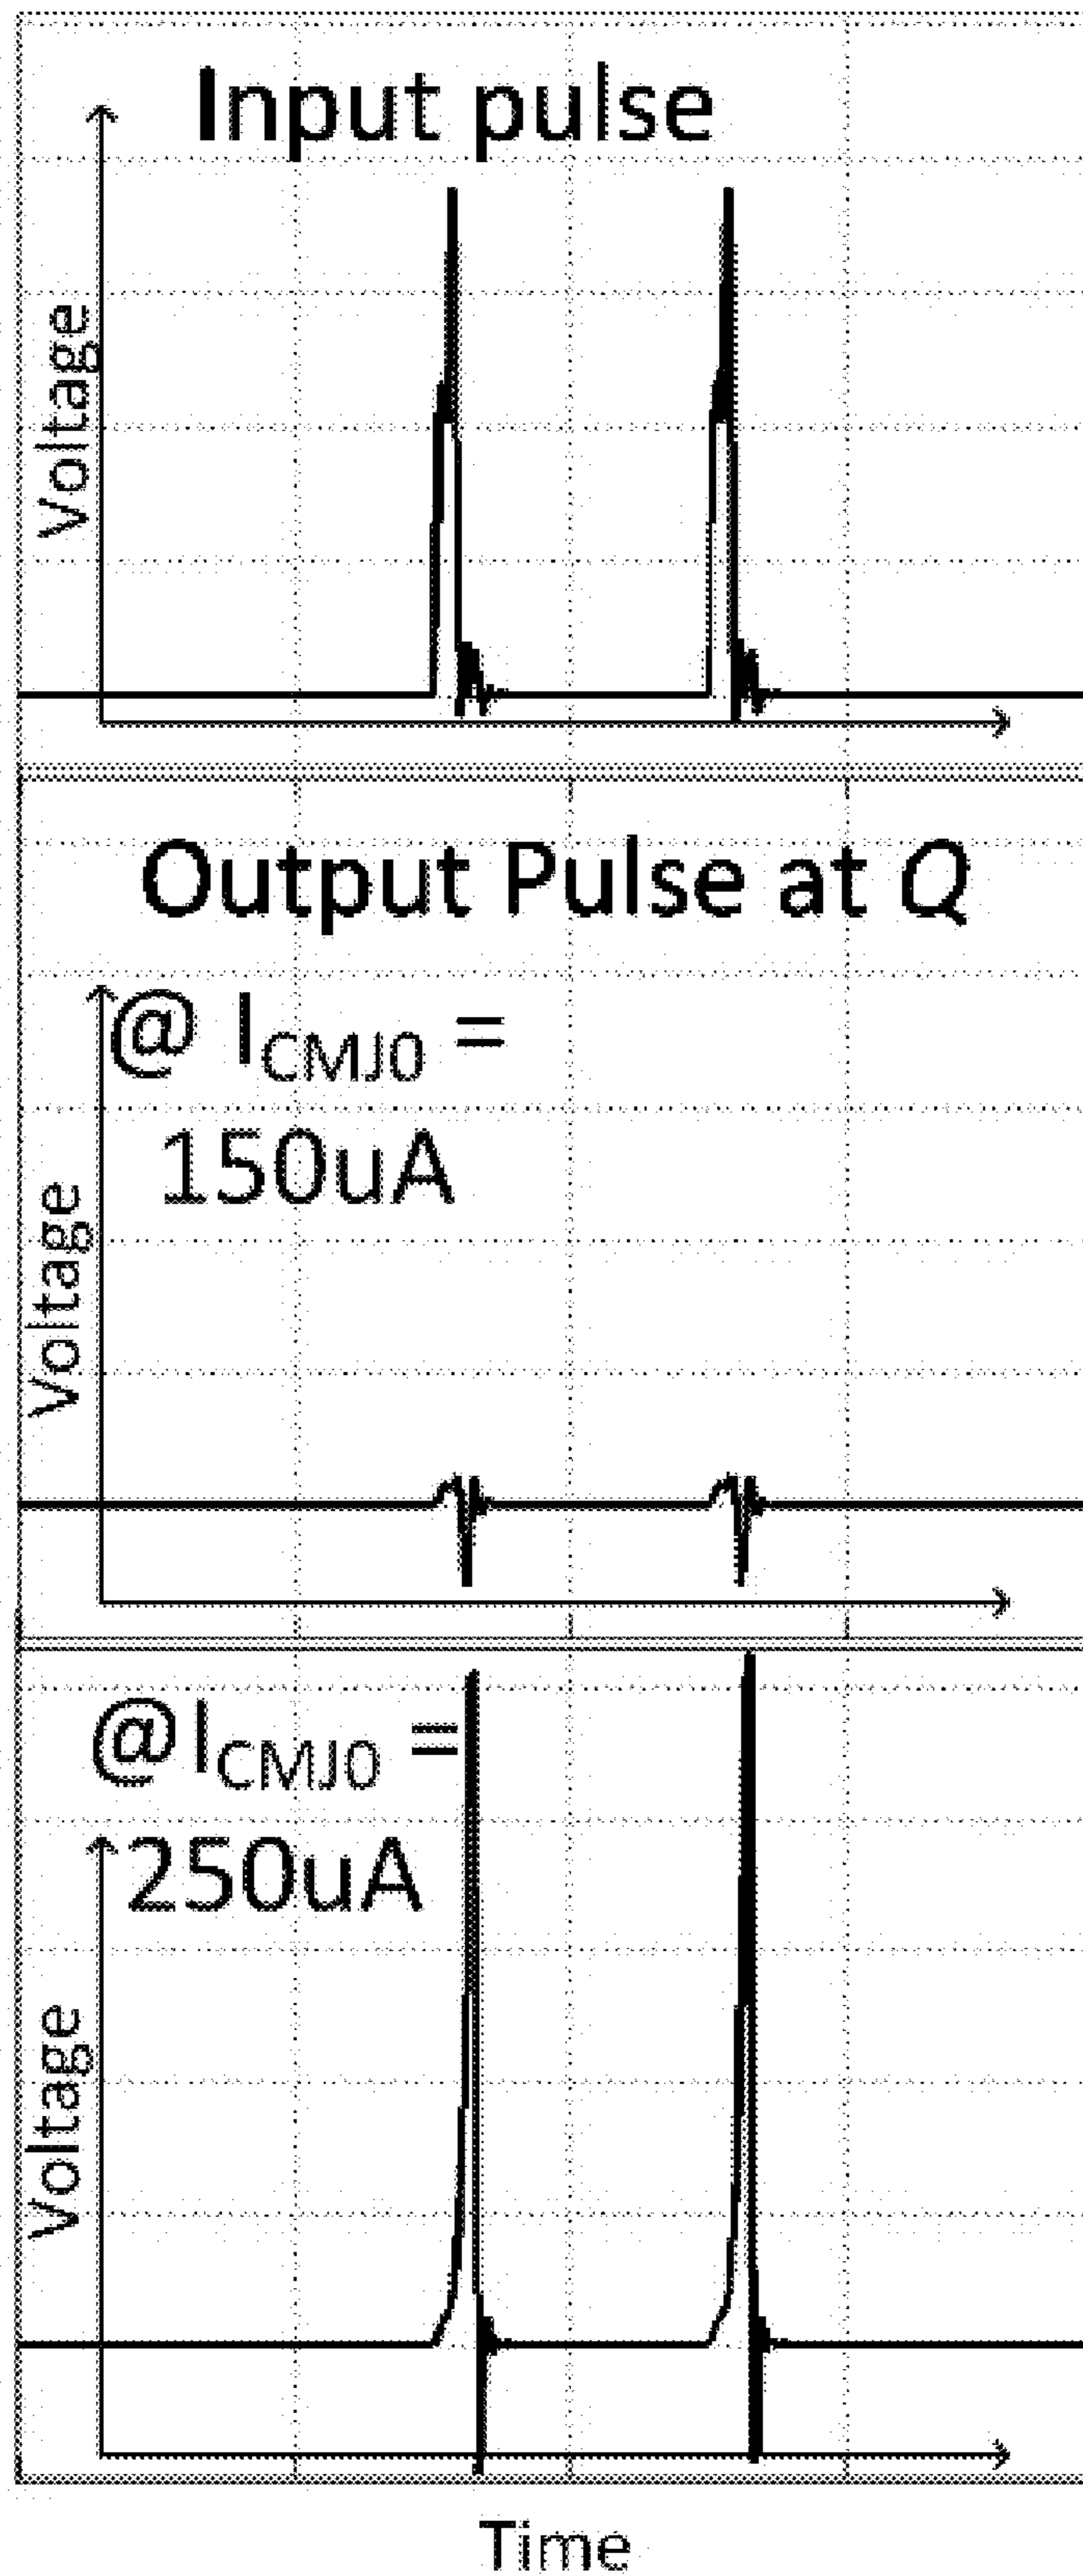 Input pulse
Voltage
Output Pulse at Q
@ I_CMJ0 =
150uA
Voltage
@I_CMJ0 =
250uA
Voltage
Time